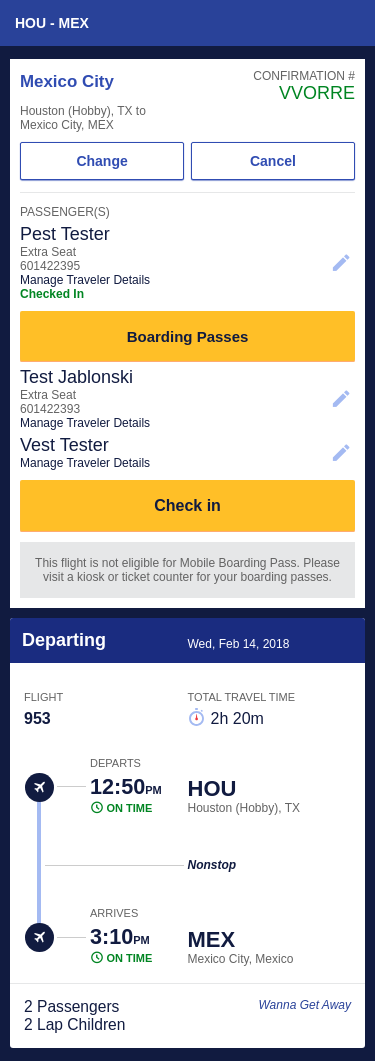 HOU - MEX
Mexico City
CONFIRMATION #
VVORRE
Houston (Hobby), TX to
Mexico City, MEX
Change
Cancel
PASSENGER(S)
Pest Tester
Extra Seat
601422395
Manage Traveler Details
Checked In
Boarding Passes
Test Jablonski
Extra Seat
601422393
Manage Traveler Details
Vest Tester
Manage Traveler Details
Check in
This flight is not eligible for Mobile Boarding Pass. Please
visit a kiosk or ticket counter for your boarding passes.
Departing
Wed, Feb 14, 2018
FLIGHT
TOTAL TRAVEL TIME
953
2h 20m
DEPARTS
12:50PM
HOU
ON TIME
Houston (Hobby), TX
Nonstop
ARRIVES
3:10PM
MEX
ON TIME
Mexico City, Mexico
2 Passengers
Wanna Get Away
2 Lap Children